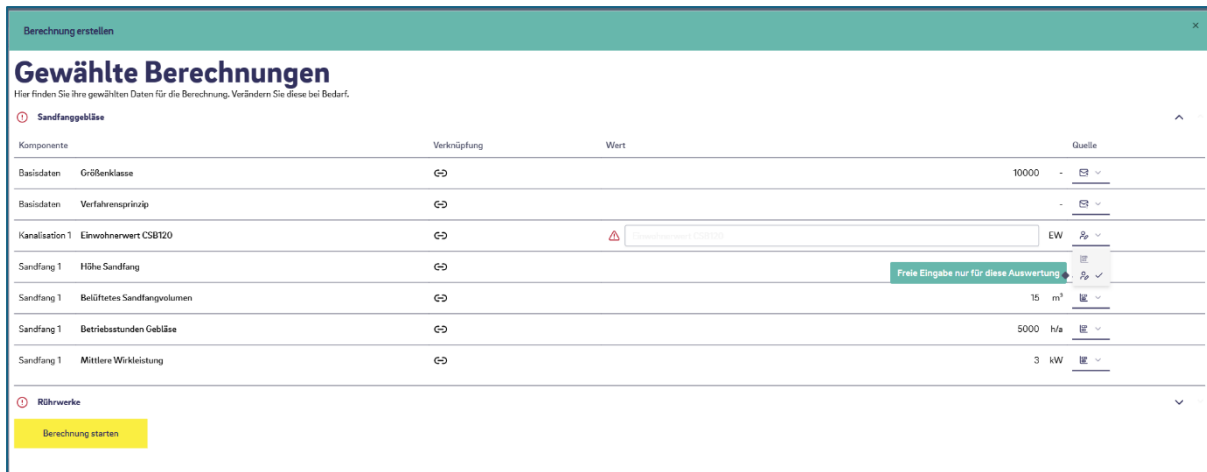 Berechnung erstellen
Gewählte Berechnungen
Hier finden Sie ihre gewählten Daten für die Berechnung. Verändern Sie diese bei Bedarf.
Sandfanggebläse
Komponente Verknüpfung Wert Quelle
Basisdaten Größenklasse 10000 -
Basisdaten Verfahrensprinzip -
Kanalisation 1 Einwohnerwert CSB120 Einwohnerwert CSB120 EW
Sandfang 1 Höhe Sandfang
Freie Eingabe nur für diese Auswertung
Sandfang 1 Belüftetes Sandfangvolumen 15 m³
Sandfang 1 Betriebsstunden Gebläse 5000 h/a
Sandfang 1 Mittlere Wirkleistung 3 kW
Rührwerke
Berechnung starten